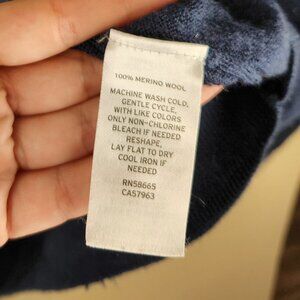 100% MERINO WOOL
MACHINE WASH COLD,
GENTLE CYCLE,
WITH LIKE COLORS
ONLY NON-CHLORINE
BLEACH IF NEEDED
RESHAPE,
LAY FLAT TO DRY
COOL IRON IF
NEEDED
RN58665
CA57963